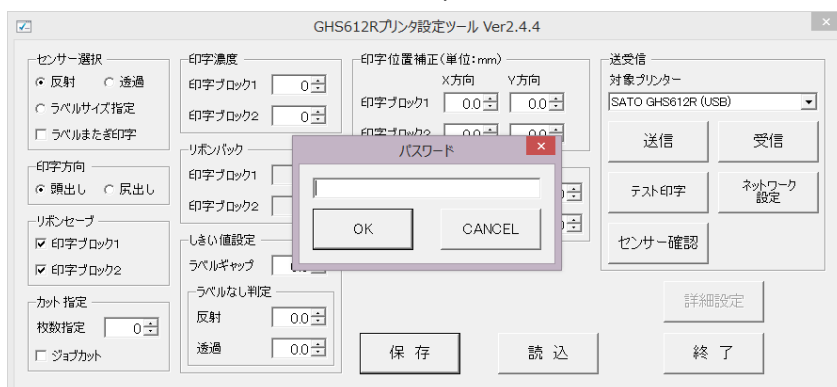 GHS612Rプリンタ設定ツール Ver2.4.4
センサー選択
反射 透過
ラベルサイズ指定
ラベルまたぎ印字
印字方向
頭出し 尻出し
リボンセーブ
印字ブロック1
印字ブロック2
カット指定
枚数指定 0
ジョブカット
印字濃度
印字ブロック1 0
印字ブロック2 0
リボンバック
印字ブロック1
印字ブロック2
しきい値設定
ラベルギャップ
ラベルなし判定
反射 0.0
透過 0.0
印字位置補正(単位:mm)
X方向 Y方向
印字ブロック1 0.0 0.0
印字ブロック2 0.0 0.0
パスワード
OK CANCEL
保存 読込
送受信
対象プリンター
SATO GHS612R (USB)
送信 受信
テスト印字 ネットワーク
設定
センサー確認
詳細設定
終了